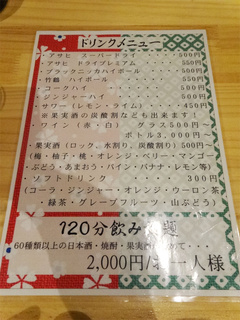 ドリンクメニュー
・アサヒ スーパードライ・・・・500円
・アサヒ ドライプレミアム・・・・550円
・ブラックニッカハイボール・・・・500円
・竹鶴 ハイボール・・・・・・・550円
・コークハイ・・・・・・・・・・500円
・ジンジャーハイ・・・・・・・・500円
・サワー(レモン・ライム)・・・・450円
※果実酒の炭酸割なども出来ます!
・ワイン(赤・白) グラス500円
ボトル3,000円
・果実酒(ロック、水割り、炭酸割り) 500円~
(梅・柚子・桃・オレンジ・ベリー・マンゴー
・ぶどう・あまおう・パイン・バナナ・レモン等)
・ソフトドリンク・・・・・・・300円
(コーラ・ジンジャー・オレンジ・ウーロン茶
・緑茶・グレープフルーツ・山ぶどう)
120分飲み 題
60種類以上の日本酒・焼酎・果実酒 めて・・・
2,000円/ 一人様